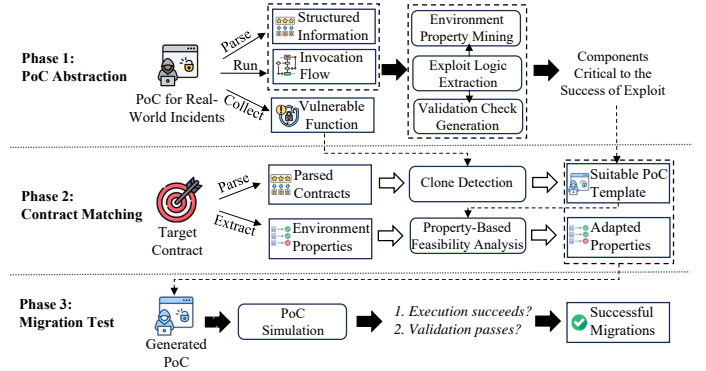 Phase 1:
PoC Abstraction
PoC for Real-
World Incidents
Parse
Run
Collect
Structured
Information
Invocation
Flow
Vulnerable
Function
Environment
Property Mining
Exploit Logic
Extraction
Validation Check
Generation
Components
Critical to the
Success of Exploit
Phase 2:
Contract Matching
Target
Contract
Parse
Extract
Parsed
Contracts
Environment
Properties
Clone Detection
Property-Based
Feasibility Analysis
Suitable PoC
Template
Adapted
Properties
Phase 3:
Migration Test
Generated
PoC
PoC
Simulation
1. Execution succeeds?
2. Validation passes?
Successful
Migrations